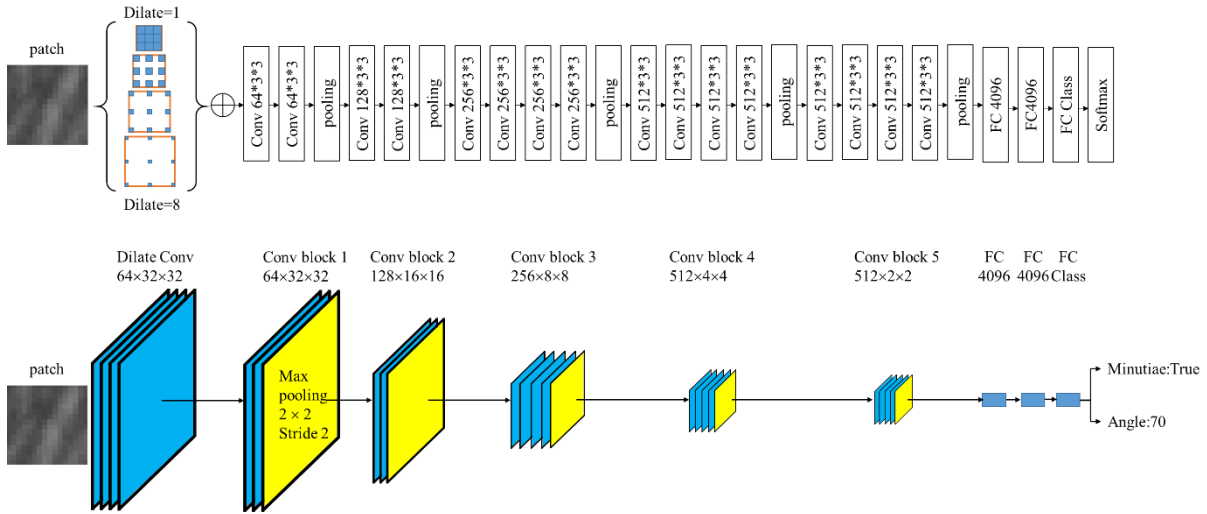 Dilate=1
patch
Dilate=8
Conv 64*3*3
Conv 64*3*3
pooling
Conv 128*3*3
Conv 128*3*3
pooling
Conv 256*3*3
Conv 256*3*3
Conv 256*3*3
Conv 256*3*3
pooling
Conv 512*3*3
Conv 512*3*3
Conv 512*3*3
Conv 512*3*3
pooling
Conv 512*3*3
Conv 512*3*3
Conv 512*3*3
Conv 512*3*3
pooling
FC 4096
FC4096
FC Class
Softmax
Dilate Conv
64×32×32
Conv block 1
64×32×32
Conv block 2
128×16×16
Conv block 3
256×8×8
Conv block 4
512×4×4
Conv block 5
512×2×2
FC
4096
FC
4096
FC
Class
patch
Max
pooling
2 × 2
Stride 2
Minutiae:True
Angle:70